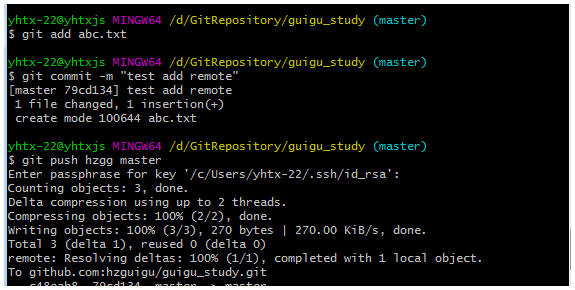 yhtx-22@yhtxjs MINGW64 /d/GitRepository/guigu_study (master)
$ git add abc.txt
yhtx-22@yhtxjs MINGW64 /d/GitRepository/guigu_study (master)
$ git commit -m "test add remote"
[master 79cd134] test add remote
1 file changed, 1 insertion(+)
create mode 100644 abc.txt
yhtx-22@yhtxjs MINGW64 /d/GitRepository/guigu_study (master)
$ git push hzgg master
Enter passphrase for key '/c/Users/yhtx-22/.ssh/id_rsa':
Counting objects: 3, done.
Delta compression using up to 2 threads.
Compressing objects: 100% (2/2), done.
Writing objects: 100% (3/3), 270 bytes | 270.00 KiB/s, done.
Total 3 (delta 1), reused 0 (delta 0)
remote: Resolving deltas: 100% (1/1), completed with 1 local object.
To github.com:hzguigu/guigu_study.git
79cd134 master -> master